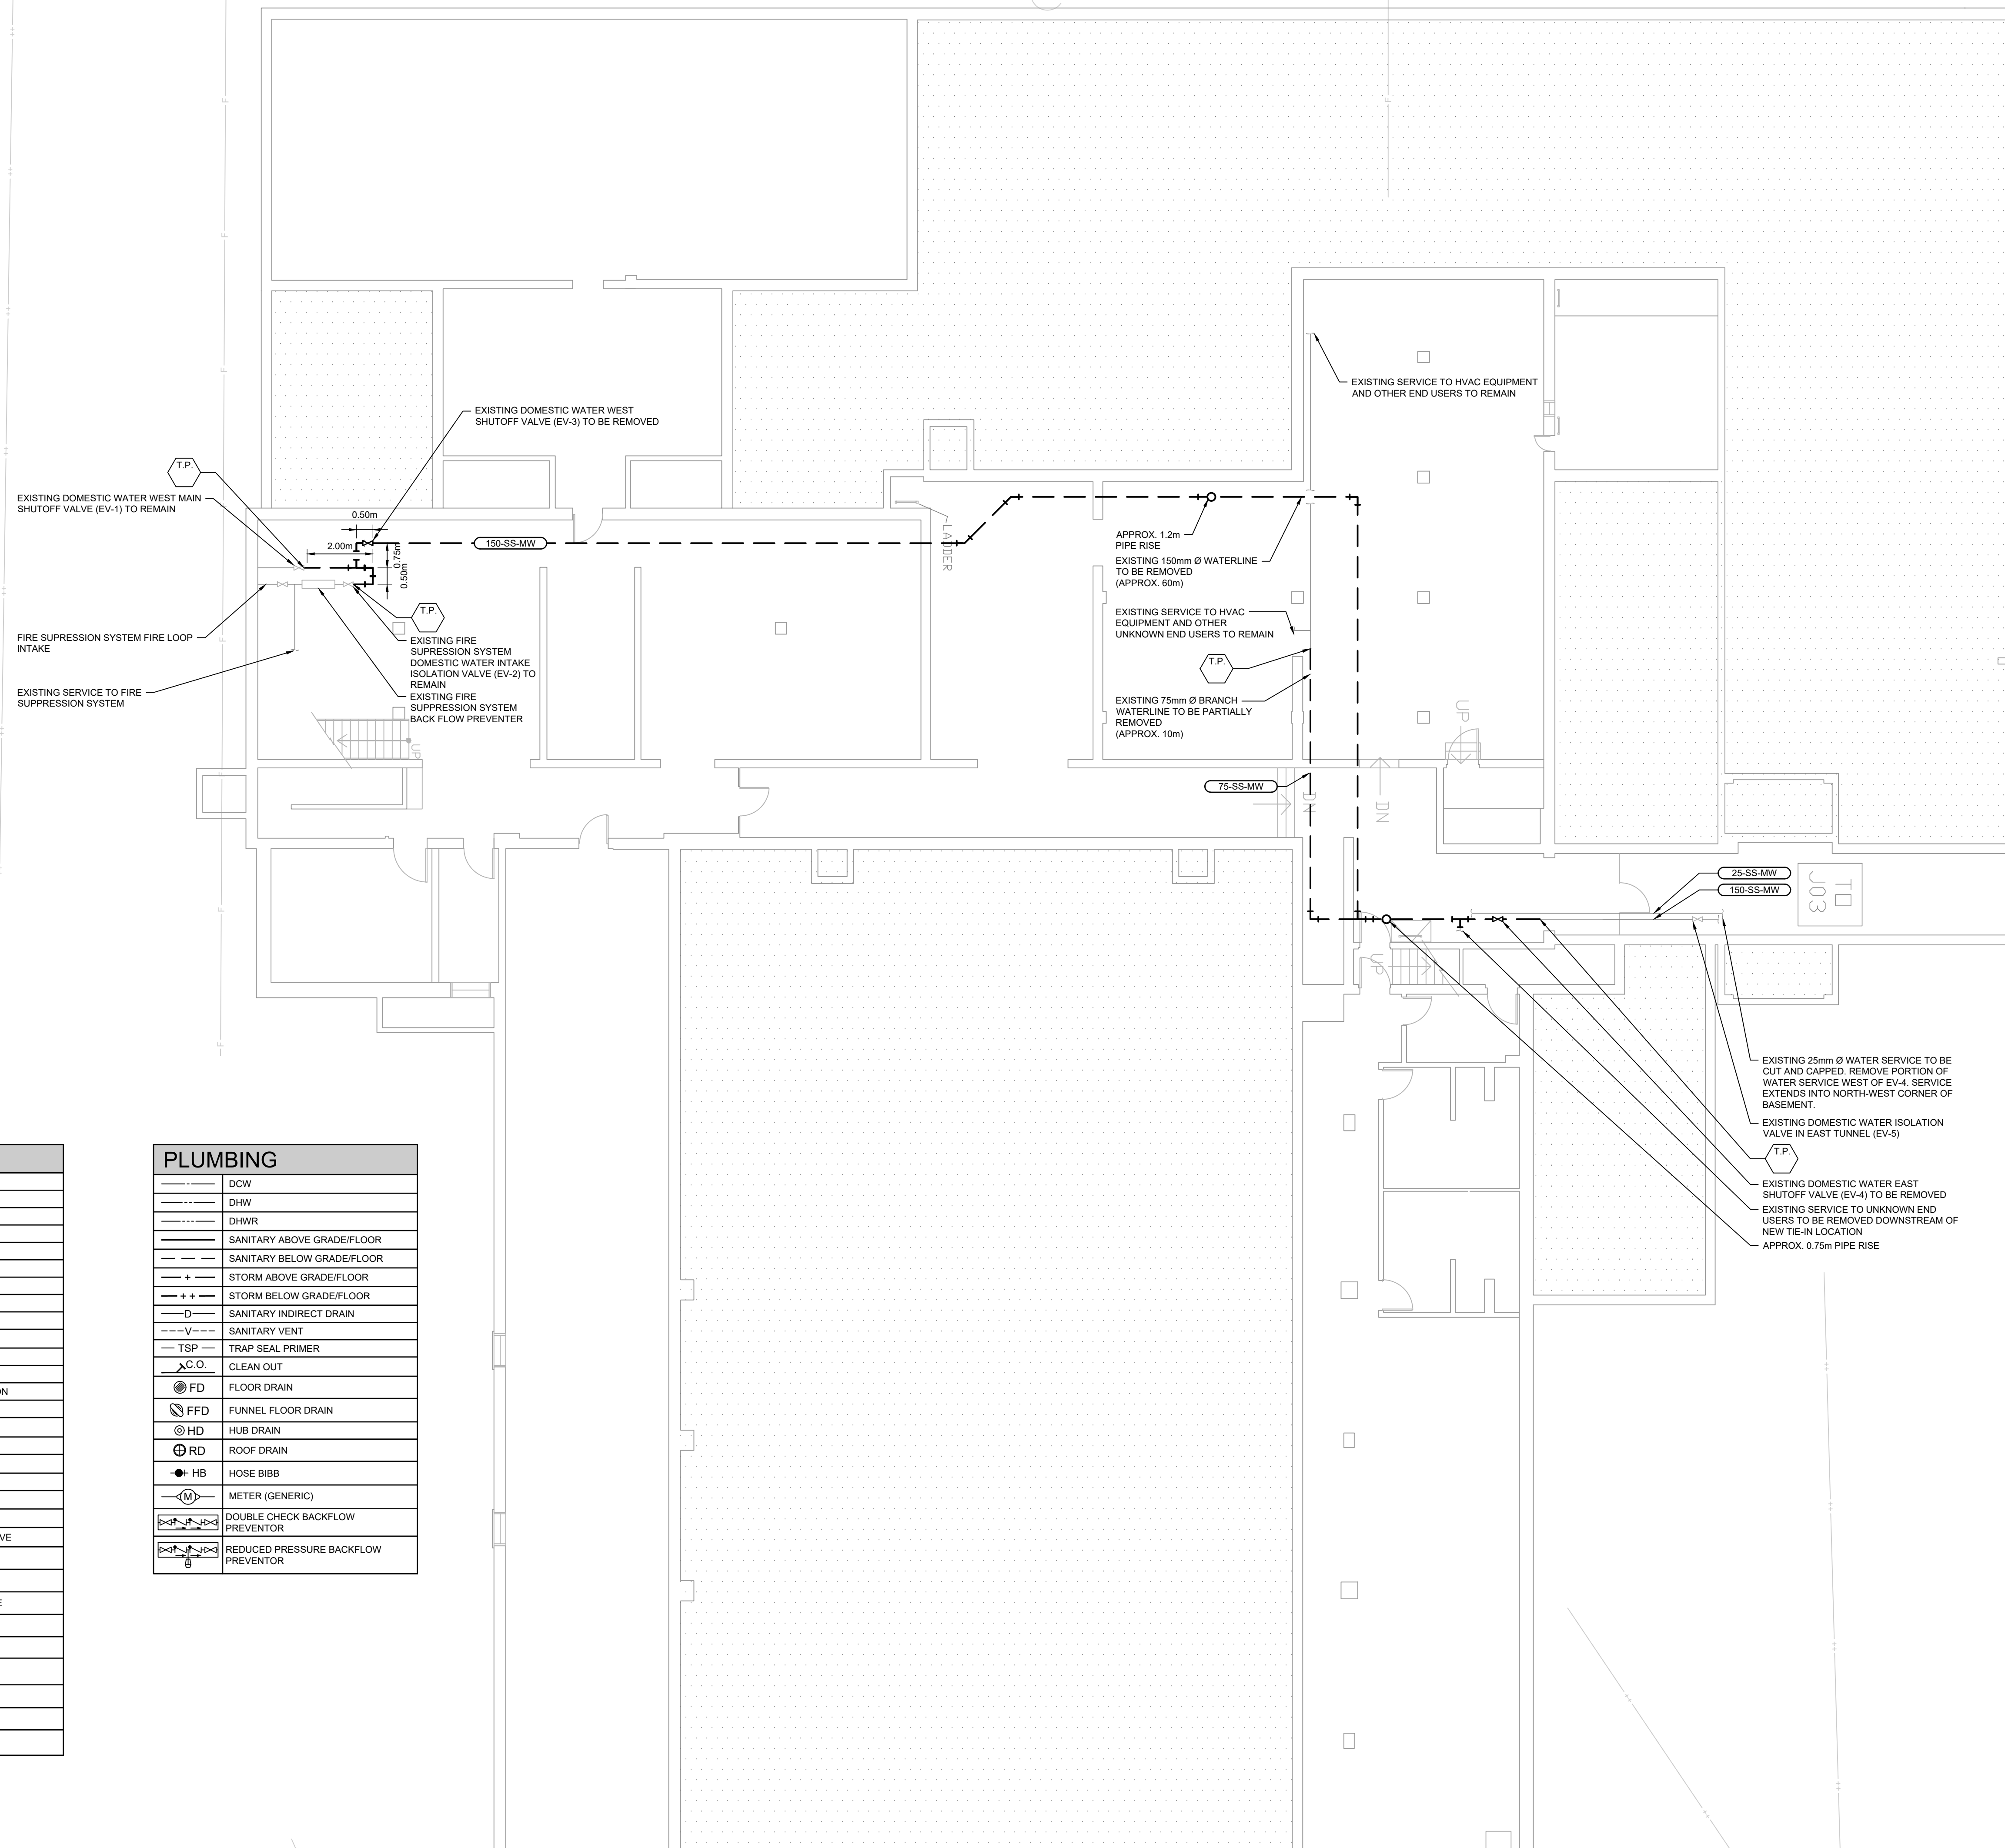 EXISTING DOMESTIC WATER WEST
SHUTOFF VALVE (EV-3) TO BE REMOVED
T.P.
EXISTING DOMESTIC WATER WEST MAIN
SHUTOFF VALVE (EV-1) TO REMAIN
0.50m
2.00m
0.75m
0.50m
150-SS-MW
T.P.
FIRE SUPRESSION SYSTEM FIRE LOOP
INTAKE
EXISTING SERVICE TO FIRE
SUPPRESSION SYSTEM
EXISTING FIRE
SUPRESSION SYSTEM
DOMESTIC WATER INTAKE
ISOLATION VALVE (EV-2) TO
REMAIN
EXISTING FIRE
SUPPRESSION SYSTEM
BACK FLOW PREVENTER
UP
LADDER
EXISTING SERVICE TO HVAC EQUIPMENT
AND OTHER END USERS TO REMAIN
APPROX. 1.2m
PIPE RISE
EXISTING 150mm Ø WATERLINE
TO BE REMOVED
(APPROX. 60m)
EXISTING SERVICE TO HVAC
EQUIPMENT AND OTHER
UNKNOWN END USERS TO REMAIN
T.P.
EXISTING 75mm Ø BRANCH
WATERLINE TO BE PARTIALLY
REMOVED
(APPROX. 10m)
75-SS-MW
DN
DN
UP
UP
25-SS-MW
150-SS-MW
TO
J03
EXISTING 25mm Ø WATER SERVICE TO BE
CUT AND CAPPED. REMOVE PORTION OF
WATER SERVICE WEST OF EV-4. SERVICE
EXTENDS INTO NORTH-WEST CORNER OF
BASEMENT.
EXISTING DOMESTIC WATER ISOLATION
VALVE IN EAST TUNNEL (EV-5)
T.P.
EXISTING DOMESTIC WATER EAST
SHUTOFF VALVE (EV-4) TO BE REMOVED
EXISTING SERVICE TO UNKNOWN END
USERS TO BE REMOVED DOWNSTREAM OF
NEW TIE-IN LOCATION
APPROX. 0.75m PIPE RISE
F
F
F
F
F
F
F
F
F
ON
VE
E
PLUMBING
DCW
DHW
DHWR
SANITARY ABOVE GRADE/FLOOR
SANITARY BELOW GRADE/FLOOR
STORM ABOVE GRADE/FLOOR
STORM BELOW GRADE/FLOOR
D SANITARY INDIRECT DRAIN
V SANITARY VENT
TSP TRAP SEAL PRIMER
C.O. CLEAN OUT
FD FLOOR DRAIN
FFD FUNNEL FLOOR DRAIN
HD HUB DRAIN
RD ROOF DRAIN
HB HOSE BIBB
M METER (GENERIC)
DOUBLE CHECK BACKFLOW
PREVENTOR
REDUCED PRESSURE BACKFLOW
PREVENTOR